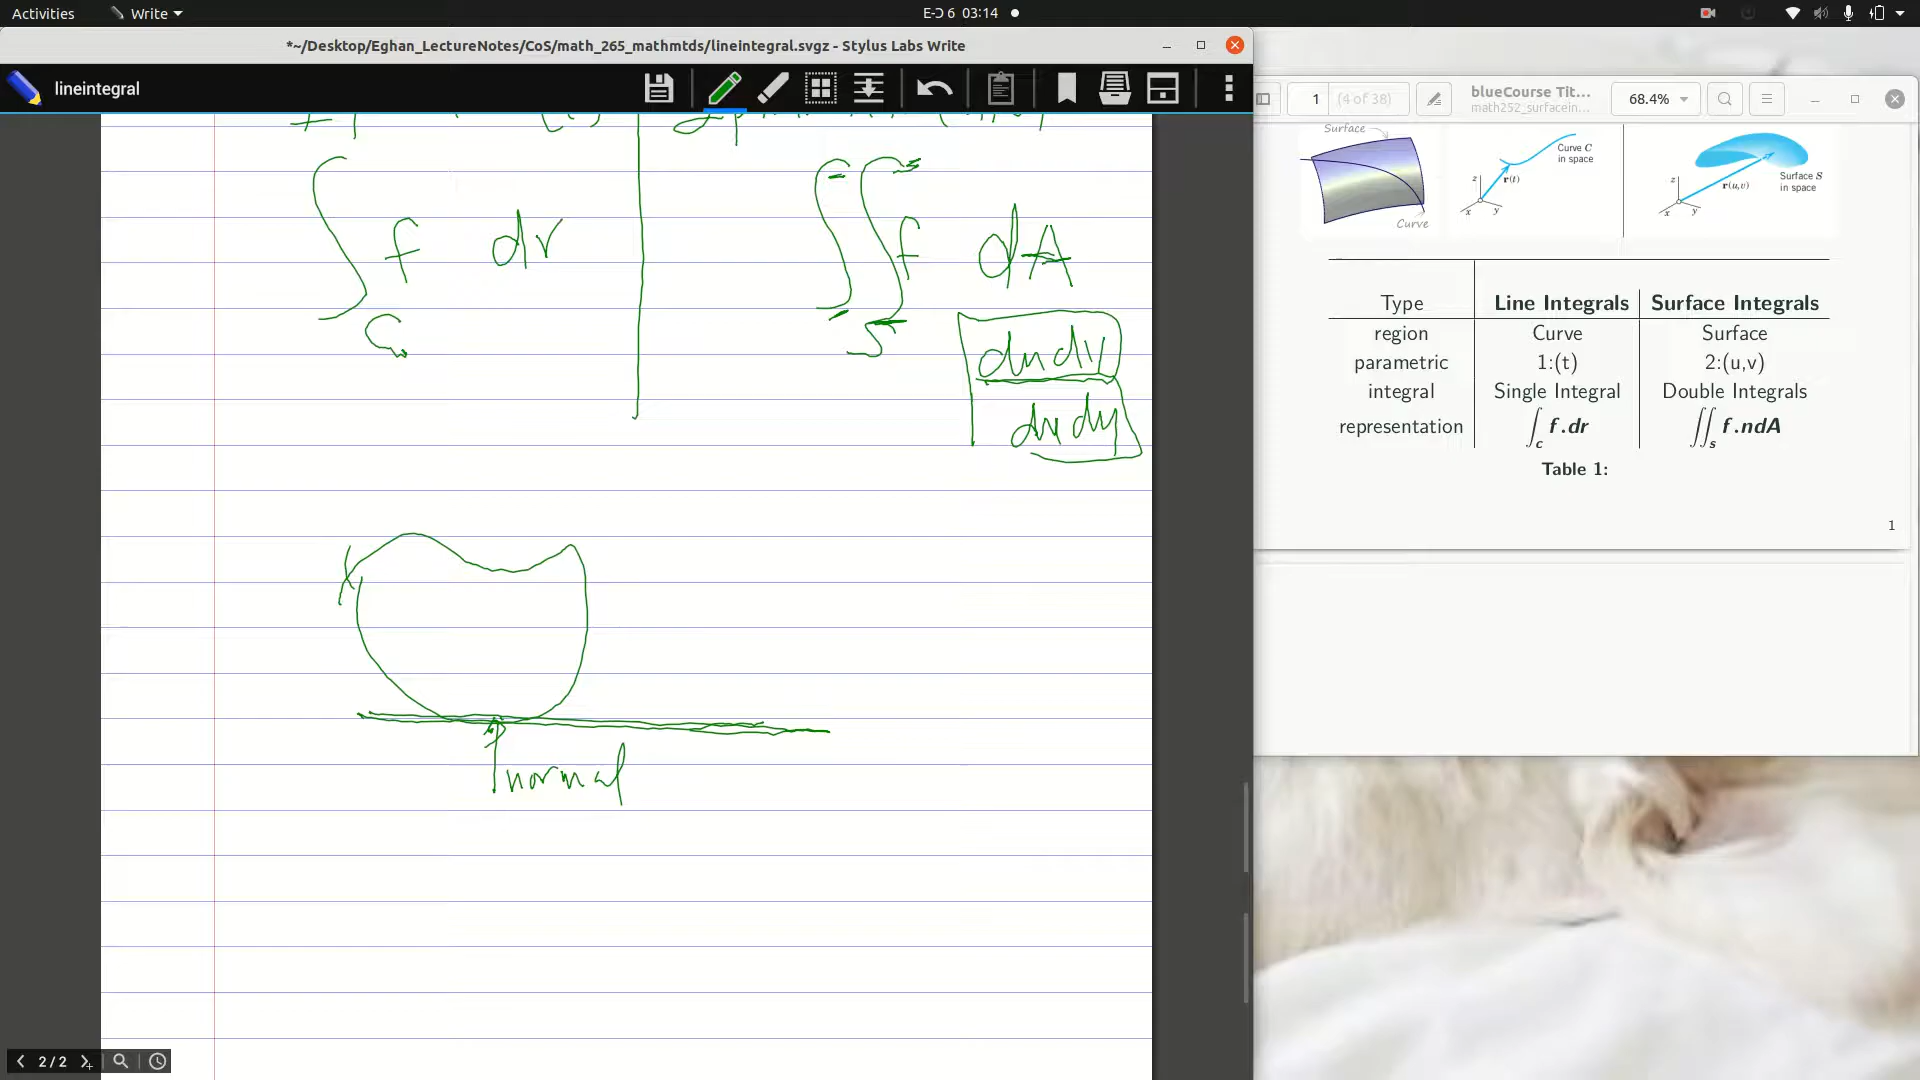 Activities
Write
E-Ɔ 6 03:14
*~/Desktop/Eghan_LectureNotes/CoS/math_265_mathmtds/lineintegral.svgz - Stylus Labs Write
lineintegral
∫ f dr
C
∫∫ f dA
S
du dv
dx dy
normal
2/2
1 (4 of 38)
blueCourse Tit…
math252_surfacein…
68.4%
Surface
Curve
Curve C
in space
r(t)
z
x
y
Surface S
in space
r(u,v)
z
x
y
Type Line Integrals Surface Integrals
region Curve Surface
parametric 1:(t) 2:(u,v)
integral Single Integral Double Integrals
representation ∫c f.dr ∬s f.ndA
Table 1:
1